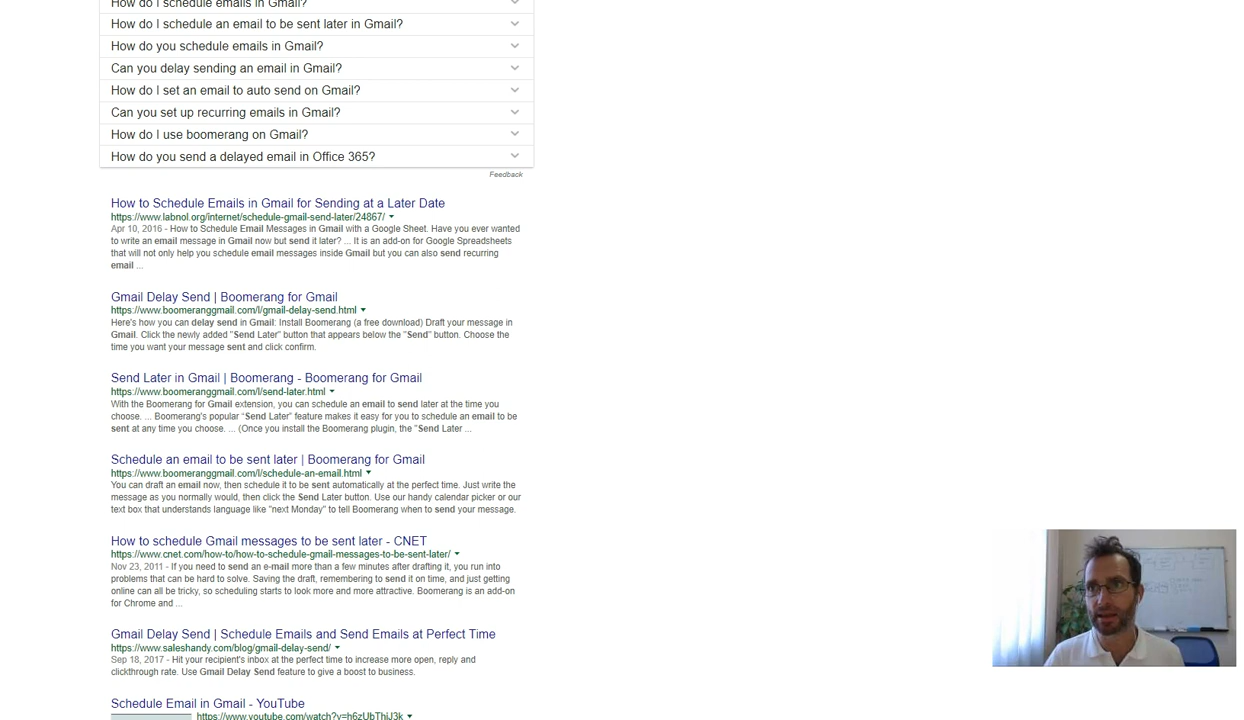 How do I schedule emails in Gmail?
How do I schedule an email to be sent later in Gmail?
How do you schedule emails in Gmail?
Can you delay sending an email in Gmail?
How do I set an email to auto send on Gmail?
Can you set up recurring emails in Gmail?
How do I use boomerang on Gmail?
How do you send a delayed email in Office 365?
Feedback
How to Schedule Emails in Gmail for Sending at a Later Date
https://www.labnol.org/internet/schedule-gmail-send-later/24867/
Apr 10, 2016 - How to Schedule Email Messages in Gmail with a Google Sheet. Have you ever wanted
to write an email message in Gmail now but send it later? ... It is an add-on for Google Spreadsheets
that will not only help you schedule email messages inside Gmail but you can also send recurring
email ...
Gmail Delay Send | Boomerang for Gmail
https://www.boomeranggmail.com/l/gmail-delay-send.html
Here's how you can delay send in Gmail: Install Boomerang (a free download) Draft your message in
Gmail. Click the newly added "Send Later" button that appears below the "Send" button. Choose the
time you want your message sent and click confirm.
Send Later in Gmail | Boomerang - Boomerang for Gmail
https://www.boomeranggmail.com/l/send-later.html
With the Boomerang for Gmail extension, you can schedule an email to send later at the time you
choose. ... Boomerang's popular “Send Later” feature makes it easy for you to schedule an email to be
sent at any time you choose. ... (Once you install the Boomerang plugin, the "Send Later ...
Schedule an email to be sent later | Boomerang for Gmail
https://www.boomeranggmail.com/l/schedule-an-email.html
You can draft an email now, then schedule it to be sent automatically at the perfect time. Just write the
message as you normally would, then click the Send Later button. Use our handy calendar picker or our
text box that understands language like "next Monday" to tell Boomerang when to send your message.
How to schedule Gmail messages to be sent later - CNET
https://www.cnet.com/how-to/how-to-schedule-gmail-messages-to-be-sent-later/
Nov 23, 2011 - If you need to send an e-mail more than a few minutes after drafting it, you run into
problems that can be hard to solve. Saving the draft, remembering to send it on time, and just getting
online can all be tricky, so scheduling starts to look more and more attractive. Boomerang is an add-on
for Chrome and ...
Gmail Delay Send | Schedule Emails and Send Emails at Perfect Time
https://www.saleshandy.com/blog/gmail-delay-send/
Sep 18, 2017 - Hit your recipient's inbox at the perfect time to increase more open, reply and
clickthrough rate. Use Gmail Delay Send feature to give a boost to business.
Schedule Email in Gmail - YouTube
https://www.youtube.com/watch?v=h6zUbThiJ3k